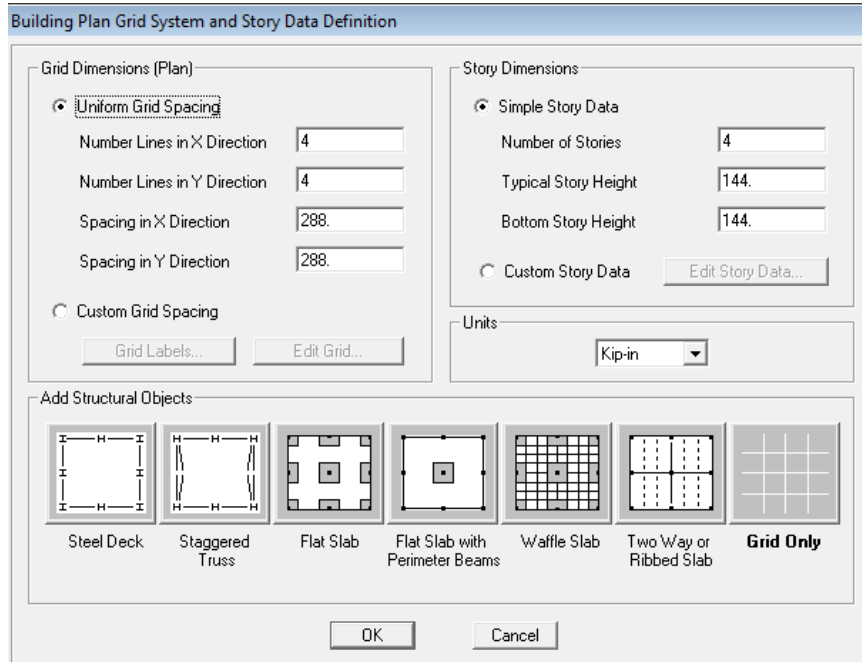 Building Plan Grid System and Story Data Definition
Grid Dimensions (Plan)
Uniform Grid Spacing
Number Lines in X Direction 4
Number Lines in Y Direction 4
Spacing in X Direction 288.
Spacing in Y Direction 288.
Custom Grid Spacing
Grid Labels... Edit Grid...
Story Dimensions
Simple Story Data
Number of Stories 4
Typical Story Height 144.
Bottom Story Height 144.
Custom Story Data Edit Story Data...
Units
Kip-in
Add Structural Objects
Steel Deck
Staggered
Truss
Flat Slab
Flat Slab with
Perimeter Beams
Waffle Slab
Two Way or
Ribbed Slab
Grid Only
OK Cancel